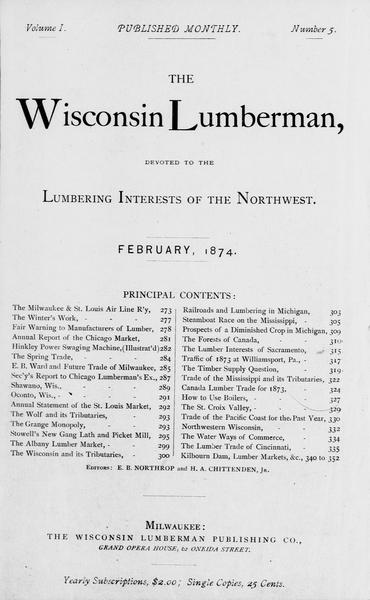 Volume I. PUBLISHED MONTHLY. Number 5.
THE
Wisconsin Lumberman,
DEVOTED TO THE
LUMBERING INTERESTS OF THE NORTHWEST.
FEBRUARY, 1874.
PRINCIPAL CONTENTS:
The Milwaukee & St. Louis Air Line R'y, 273
The Winter's Work, - - - - 277
Fair Warning to Manufacturers of Lumber, 278
Annual Report of the Chicago Market, 281
Hinkley Power Swaging Machine,(Illustrat'd) 282
The Spring Trade, - - - - 284
E. B. Ward and Future Trade of Milwaukee, 285
Sec'y's Report to Chicago Lumberman's Ex., 287
Shawano, Wis., - - - - 289
Oconto, Wis., - - - - 291
Annual Statement of the St. Louis Market, 292
The Wolf and its Tributaries, - - 293
The Grange Monopoly, - - - 293
Stowell's New Gang Lath and Picket Mill, 295
The Albany Lumber Market, - - 299
The Wisconsin and its Tributaries, - 300
Railroads and Lumbering in Michigan, 303
Steamboat Race on the Mississippi, - 305
Prospects of a Diminished Crop in Michigan, 309
The Forests of Canada, - - 310
The Lumber Interests of Sacramento, 315
Traffic of 1873 at Williamsport, Pa., - 317
The Timber Supply Question, - 319
Trade of the Mississippi and its Tributaries, 322
Canada Lumber Trade for 1873, - 324
How to Use Boilers, - - - 327
The St. Croix Valley, - - - 329
Trade of the Pacific Coast for the Past Year, 330
Northwestern Wisconsin, - - 332
The Water Ways of Commerce, - 334
The Lumber Trade of Cincinnati, - 335
Kilbourn Dam, Lumber Markets, &c., 340 to 352
EDITORS: E. B. NORTHROP and H. A. CHITTENDEN, JR.
MILWAUKEE:
THE WISCONSIN LUMBERMAN PUBLISHING CO.,
GRAND OPERA HOUSE, 62 ONEIDA STREET.
Yearly Subscriptions, $2.00; Single Copies, 25 Cents.